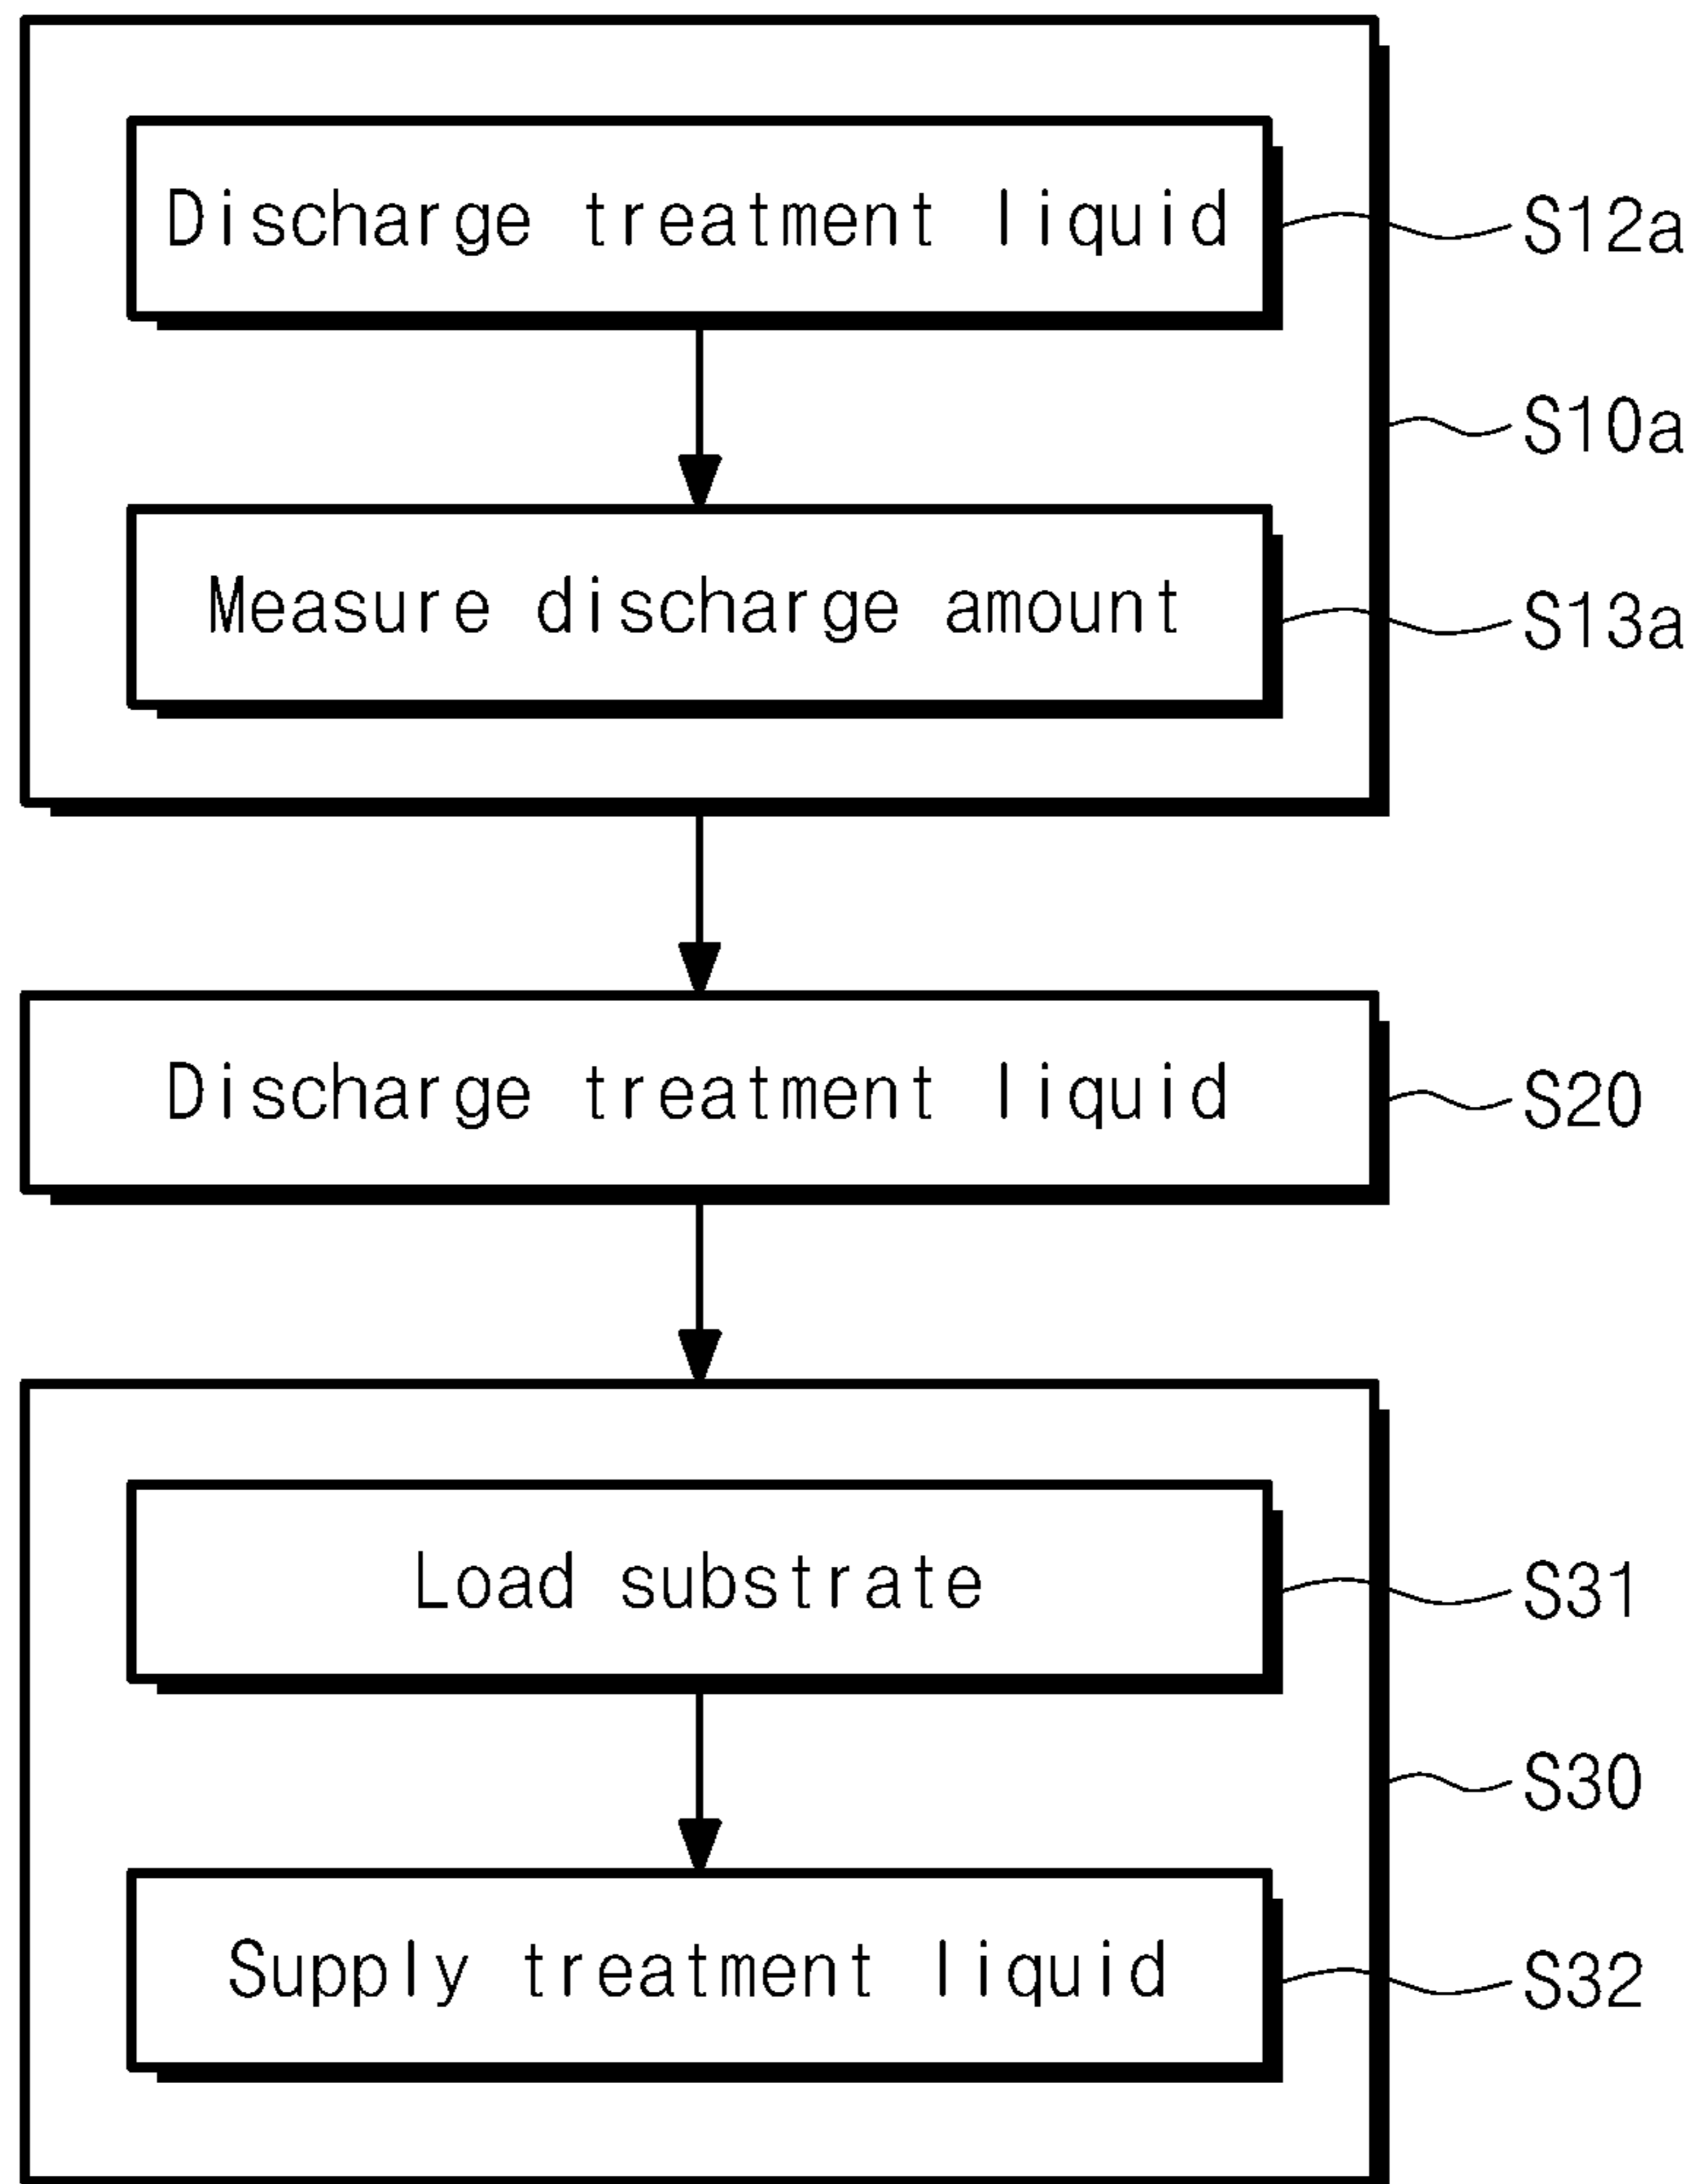 Discharge treatment liquid
S12a
S10a
Measure discharge amount
S13a
Discharge treatment liquid
S20
Load substrate
S31
S30
Supply treatment liquid
S32